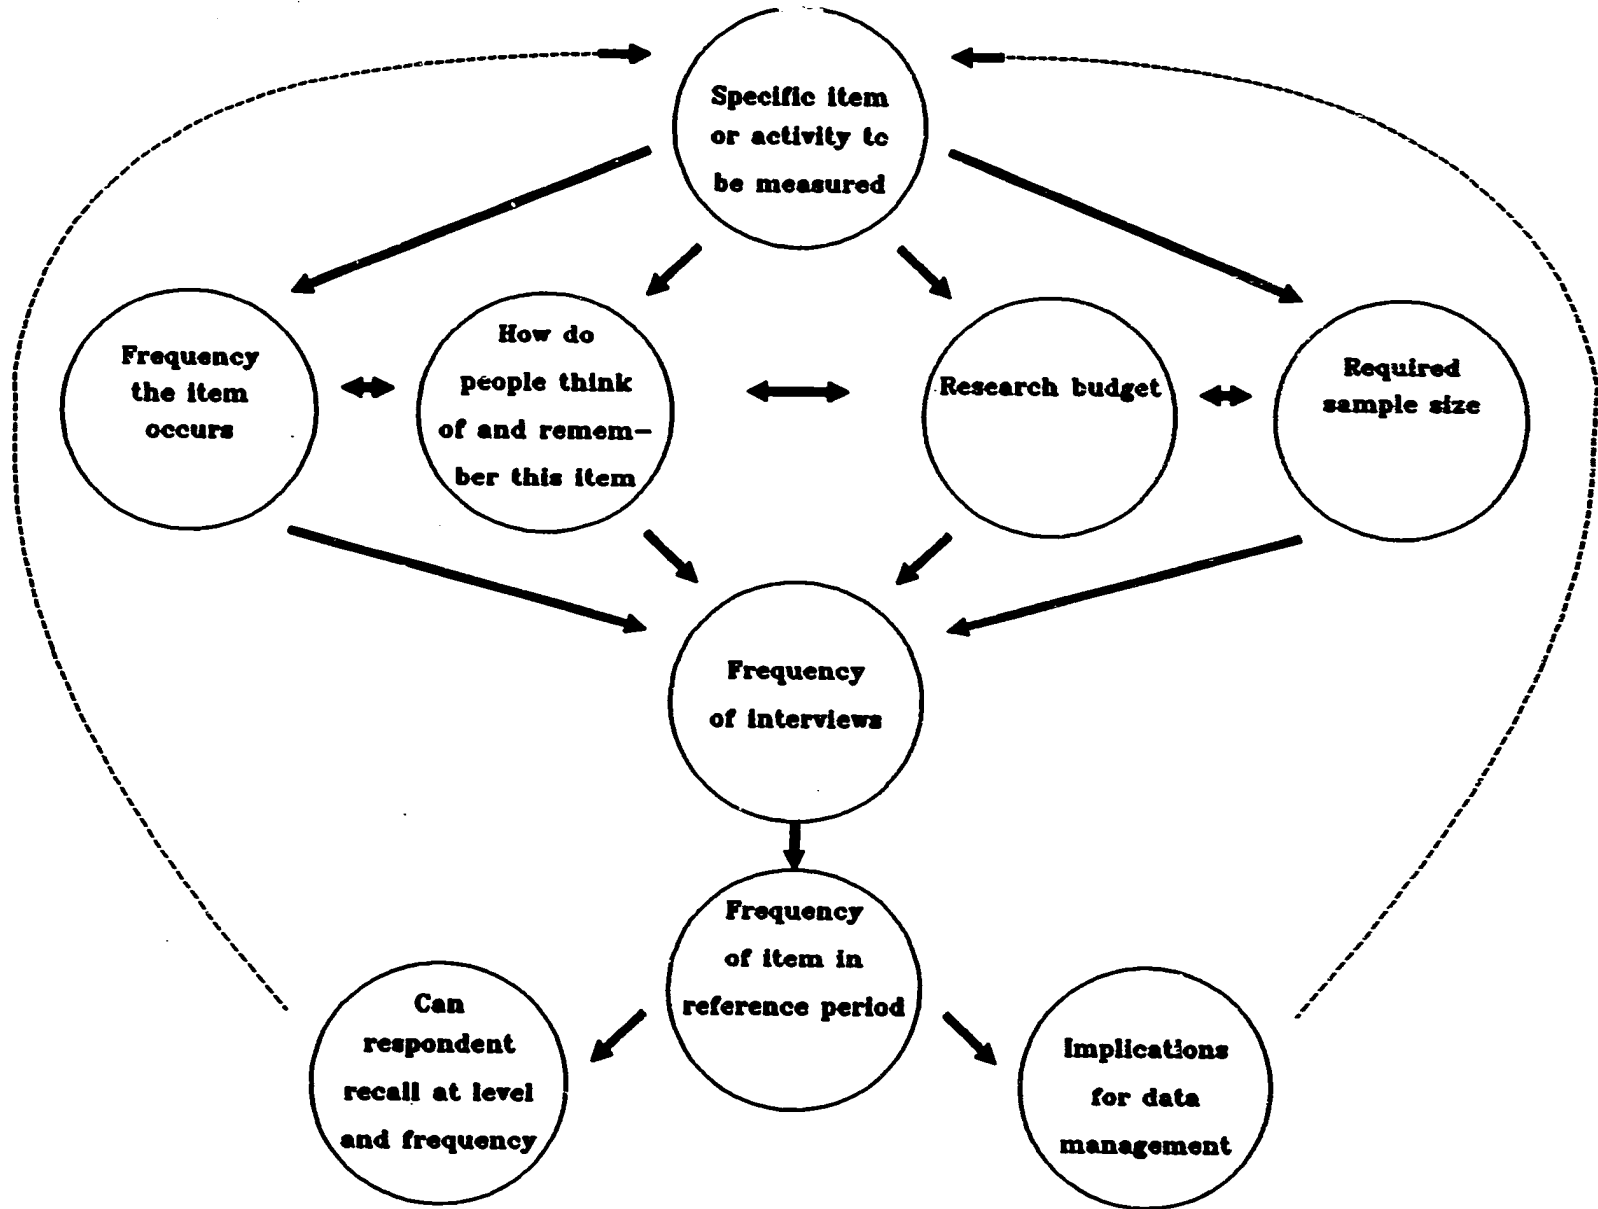 Specific item
or activity to
be measured
Frequency
the item
occurs
How do
people think
of and remem–
ber this item
Research budget
Required
sample size
Frequency
of interviews
Frequency
of item in
reference period
Can
respondent
recall at level
and frequency
Implications
for data
management